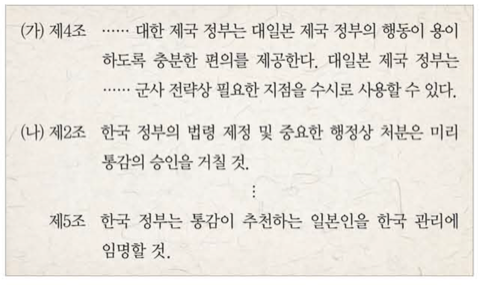 (가) 제4조 …… 대한 제국 정부는 대일본 제국 정부의 행동이 용이
하도록 충분한 편의를 제공한다. 대일본 제국 정부는
…… 군사 전략상 필요한 지점을 수시로 사용할 수 있다.
(나) 제2조 한국 정부의 법령 제정 및 중요한 행정상 처분은 미리
통감의 승인을 거칠 것.
⋮
제5조 한국 정부는 통감이 추천하는 일본인을 한국 관리에
임명할 것.